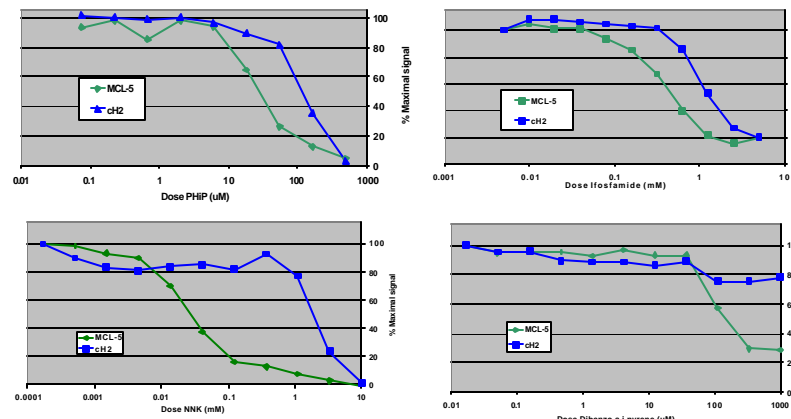 100
80
60
40
20
0
% Maximal signal
MCL-5
cH2
0.01 0.1 1 10 100 1000
Dose PHiP (uM)
MCL-5
cH2
0.001 0.01 0.1 1 10
Dose Ifosfamide (mM)
100
80
60
40
20
0
% Maximal signal
MCL-5
cH2
0.0001 0.001 0.01 0.1 1 10
Dose NNK (mM)
MCL-5
cH2
0.01 0.1 1 10 100 1000